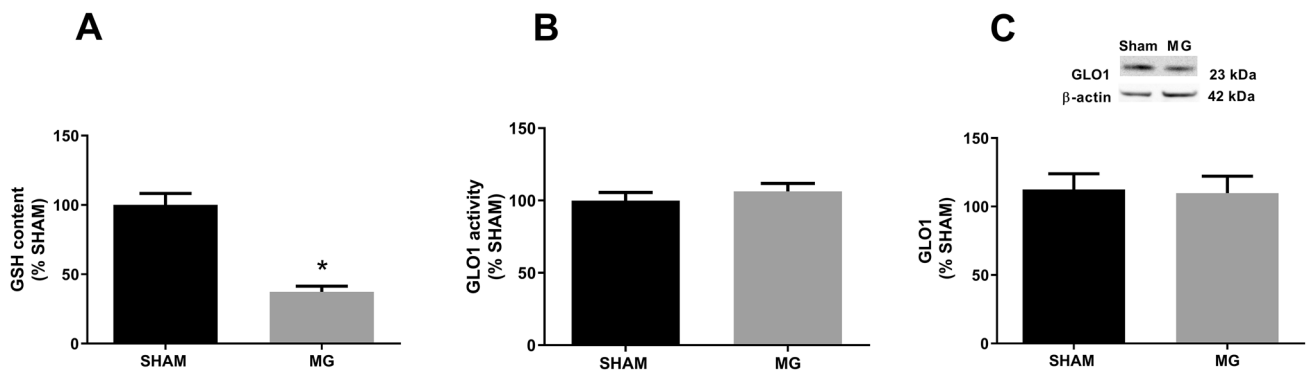 A
GSH content
(% SHAM)
150
100
50
0
*
SHAM MG
B
GLO1 activity
(% SHAM)
150
100
50
0
SHAM MG
C
Sham MG
GLO1 23 kDa
β-actin 42 kDa
GLO1
(% SHAM)
150
100
50
0
SHAM MG